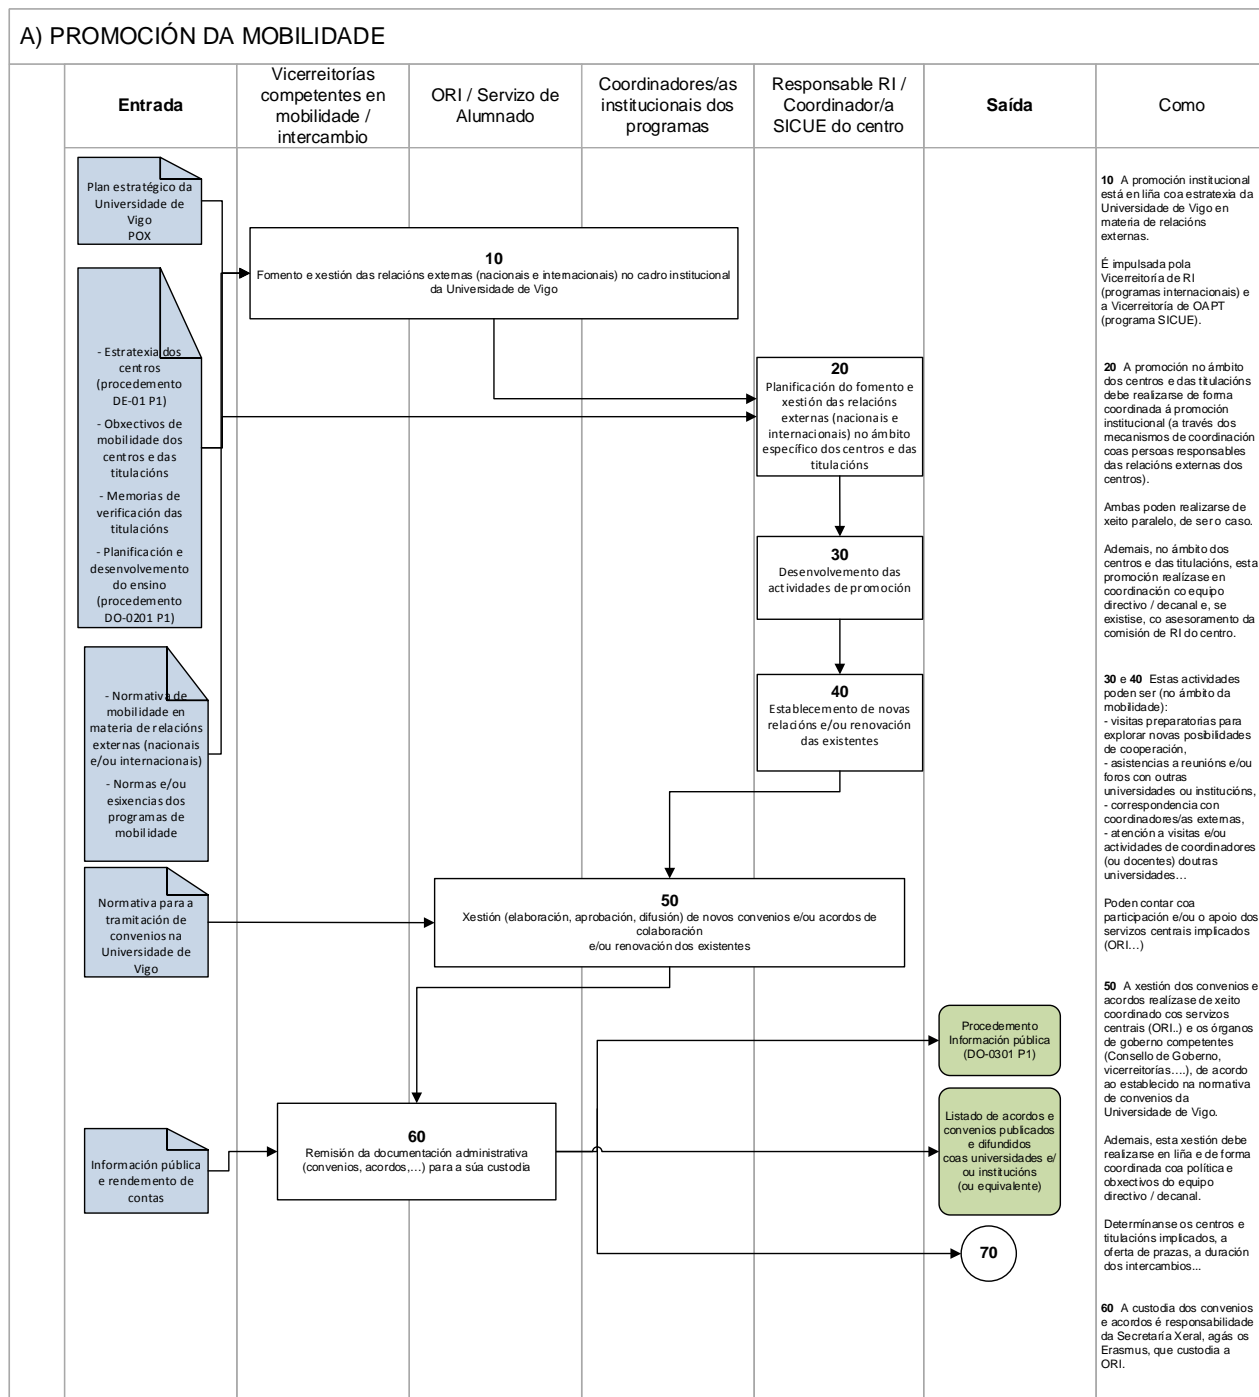 A) PROMOCIÓN DA MOBILIDADE
Entrada
Vicerreitorías
competentes en
mobilidade /
intercambio
ORI / Servizo de
Alumnado
Coordinadores/as
institucionais dos
programas
Responsable RI /
Coordinador/a
SICUE do centro
Saída
Como
Plan estratégico da
Universidade de
Vigo
POX
- Estratexia dos
centros
(procedemento
DE-01 P1)
- Obxectivos de
mobilidade dos
centros e das
titulacións
- Memorias de
verificación das
titulacións
- Planificación e
desenvolvemento
do ensino
(procedemento
DO-0201 P1)
- Normativa de
mobilidade en
materia de relacións
externas (nacionais
e/ou internacionais)
- Normas e/ou
esixencias dos
programas de
mobilidade
Normativa para a
tramitación de
convenios na
Universidade de
Vigo
Información pública
e rendemento de
contas
10
Fomento e xestión das relacións externas (nacionais e internacionais) no cadro institucional
da Universidade de Vigo
20
Planificación do fomento e
xestión das relacións
externas (nacionais e
internacionais) no ámbito
específico dos centros e das
titulacións
30
Desenvolvemento das
actividades de promoción
40
Establecemento de novas
relacións e/ou renovación
das existentes
50
Xestión (elaboración, aprobación, difusión) de novos convenios e/ou acordos de
colaboración
e/ou renovación dos existentes
60
Remisión da documentación administrativa
(convenios, acordos,...) para a súa custodia
Procedemento
Información pública
(DO-0301 P1)
Listado de acordos e
convenios publicados
e difundidos
coas universidades e/
ou institucións
(ou equivalente)
70
10 A promoción institucional
está en liña coa estratexia da
Universidade de Vigo en
materia de relacións
externas.
É impulsada pola
Vicerreitoría de RI
(programas internacionais) e
a Vicerreitoría de OAPT
(programa SICUE).
20 A promoción no ámbito
dos centros e das titulacións
debe realizarse de forma
coordinada á promoción
institucional (a través dos
mecanismos de coordinación
coas persoas responsables
das relacións externas dos
centros).
Ambas poden realizarse de
xeito paralelo, de ser o caso.
Ademais, no ámbito dos
centros e das titulacións, esta
promoción realízase en
coordinación co equipo
directivo / decanal e, se
existise, co asesoramento da
comisión de RI do centro.
30 e 40 Estas actividades
poden ser (no ámbito da
mobilidade):
- visitas preparatorias para
explorar novas posibilidades
de cooperación,
- asistencias a reunións e/ou
foros con outras
universidades ou institucións,
- correspondencia con
coordinadores/as externas,
- atención a visitas e/ou
actividades de coordinadores
(ou docentes) doutras
universidades...
Poden contar coa
participación e/ou o apoio dos
servizos centrais implicados
(ORI...)
50 A xestión dos convenios e
acordos realízase de xeito
coordinado cos servizos
centrais (ORI..) e os órganos
de goberno competentes
(Consello de Goberno,
vicerreitorías....), de acordo
ao establecido na normativa
de convenios da
Universidade de Vigo.
Ademais, esta xestión debe
realizarse en liña e de forma
coordinada coa política e
obxectivos do equipo
directivo / decanal.
Determínanse os centros e
titulacións implicados, a
oferta de prazas, a duración
dos intercambios...
60 A custodia dos convenios
e acordos é responsabilidade
da Secretaría Xeral, agás os
Erasmus, que custodia a
ORI.